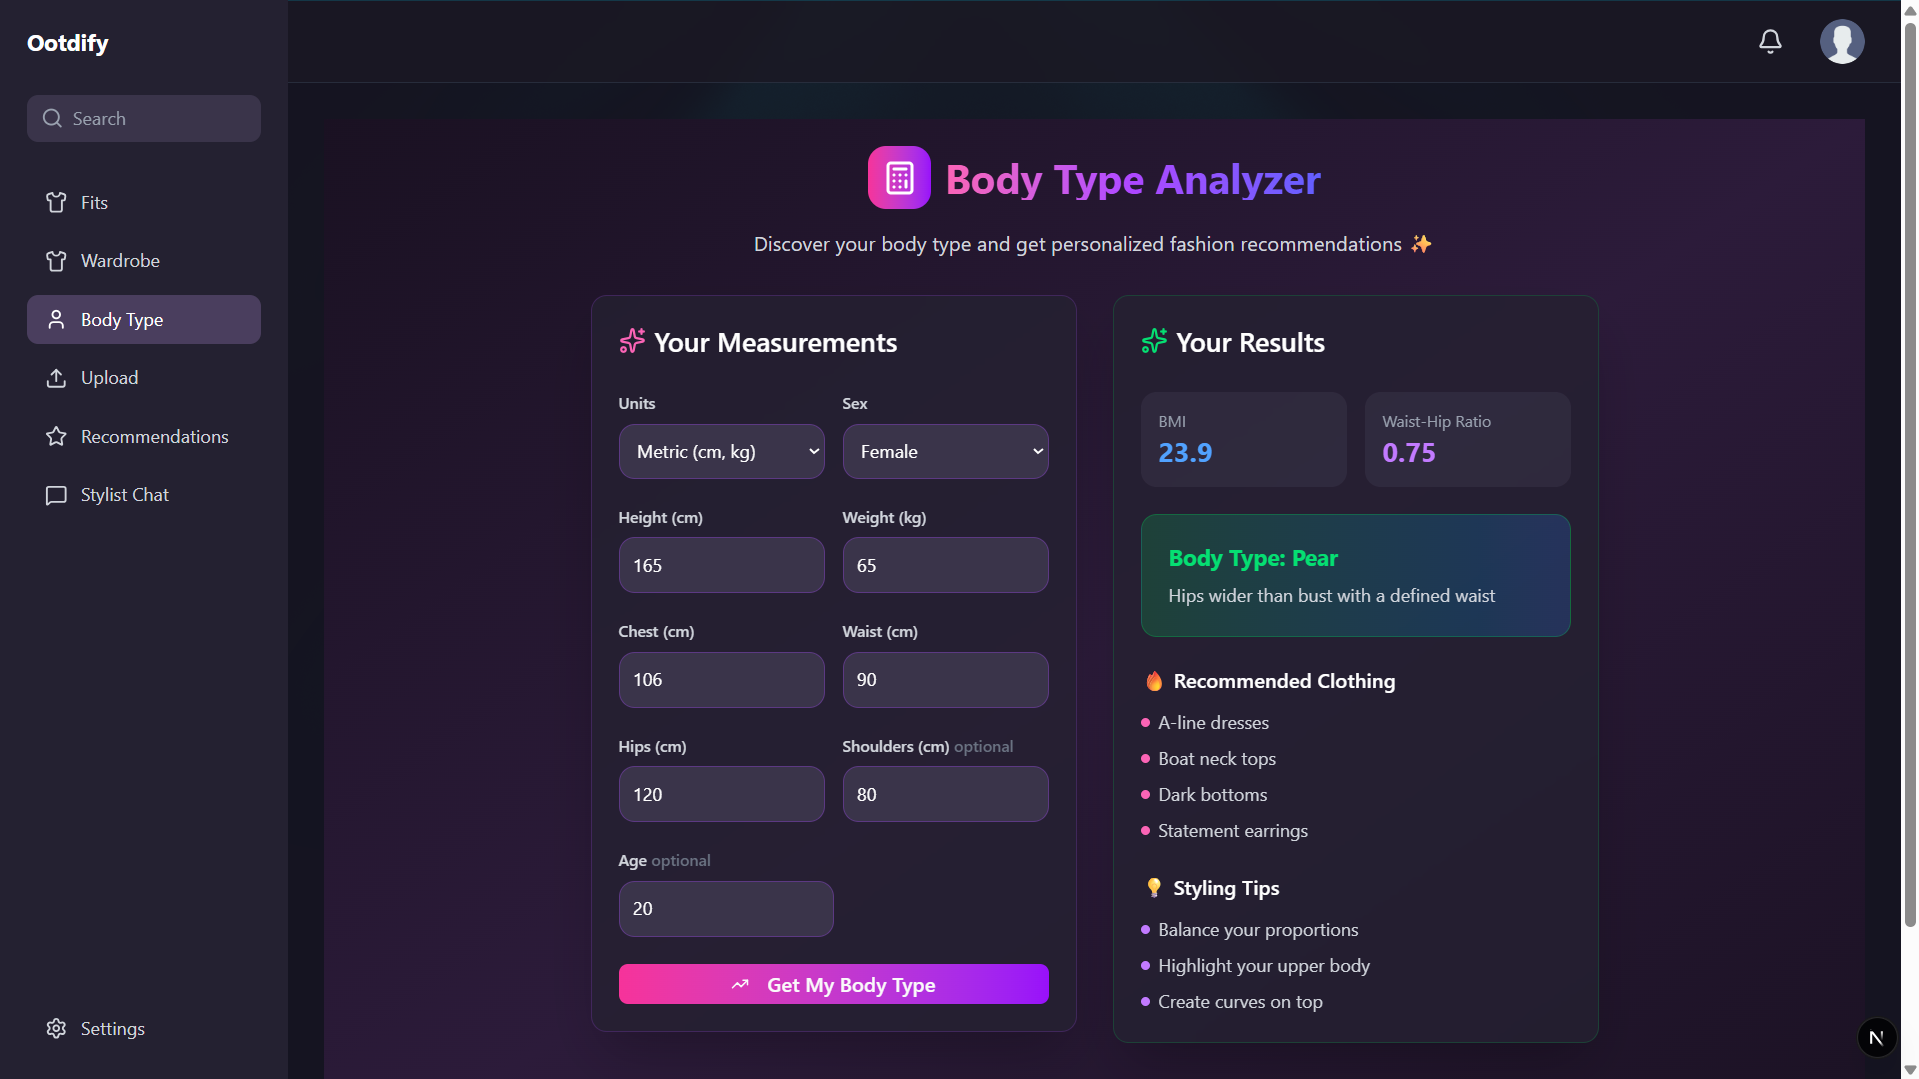 Ootdify
Search
Fits
Wardrobe
Body Type
Upload
Recommendations
Stylist Chat
Settings
Body Type Analyzer
Discover your body type and get personalized fashion recommendations ✨
Your Measurements
Units
Sex
Metric (cm, kg)
Female
Height (cm)
Weight (kg)
165
65
Chest (cm)
Waist (cm)
106
90
Hips (cm)
Shoulders (cm) optional
120
80
Age optional
20
Get My Body Type
Your Results
BMI
23.9
Waist-Hip Ratio
0.75
Body Type: Pear
Hips wider than bust with a defined waist
🔥 Recommended Clothing
A-line dresses
Boat neck tops
Dark bottoms
Statement earrings
💡 Styling Tips
Balance your proportions
Highlight your upper body
Create curves on top
N